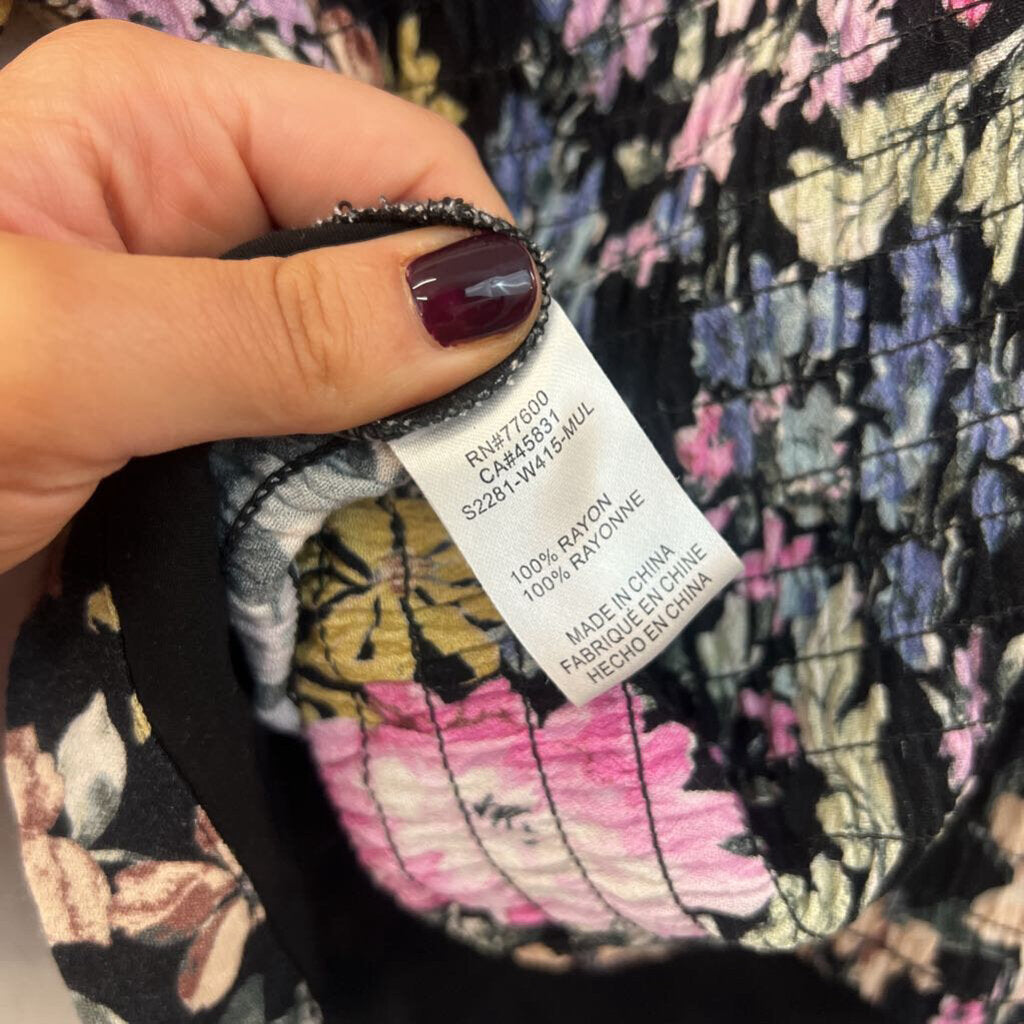 RN#77600
CA#45831
S2281-W415-MUL
100% RAYON
100% RAYONNE
MADE IN CHINA
FABRIQUÉ EN CHINE
HECHO EN CHINA